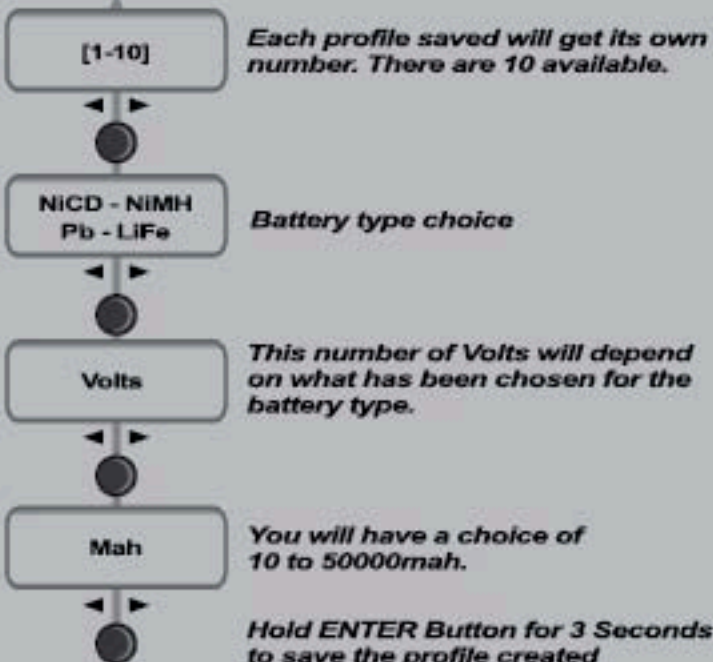 [1-10]
Each profile saved will get its own
number. There are 10 available.
NiCD - NiMH
Pb - LiFe
Battery type choice
Volts
This number of Volts will depend
on what has been chosen for the
battery type.
Mah
You will have a choice of
10 to 50000mah.
Hold ENTER Button for 3 Seconds
to save the profile created